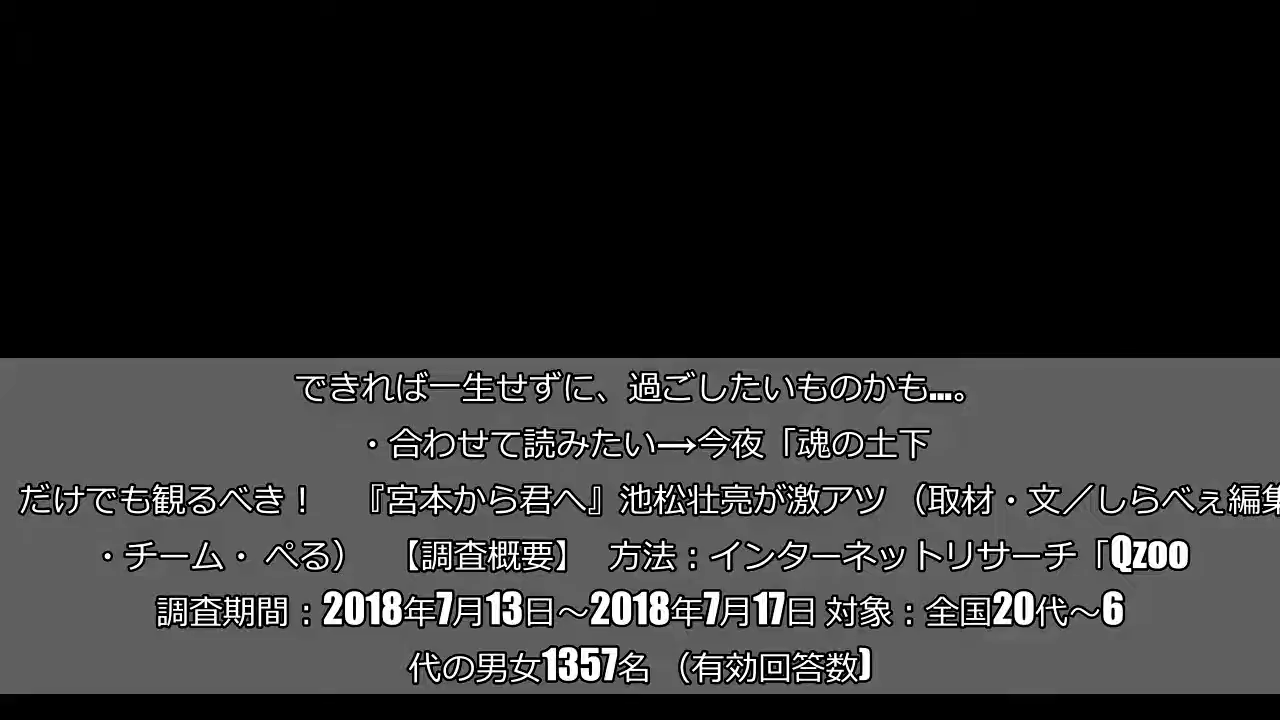 できれば一生せずに、過ごしたいものかも...。
・合わせて読みたい→今夜「魂の土下
だけでも観るべき！　『宮本から君へ』池松壮亮が激アツ （取材・文／しらべぇ編集
・チーム・ ぺる）　【調査概要】　方法：インターネットリサーチ「Qzoo
調査期間：2018年7月13日～2018年7月17日 対象：全国20代～6
代の男女1357名 （有効回答数)